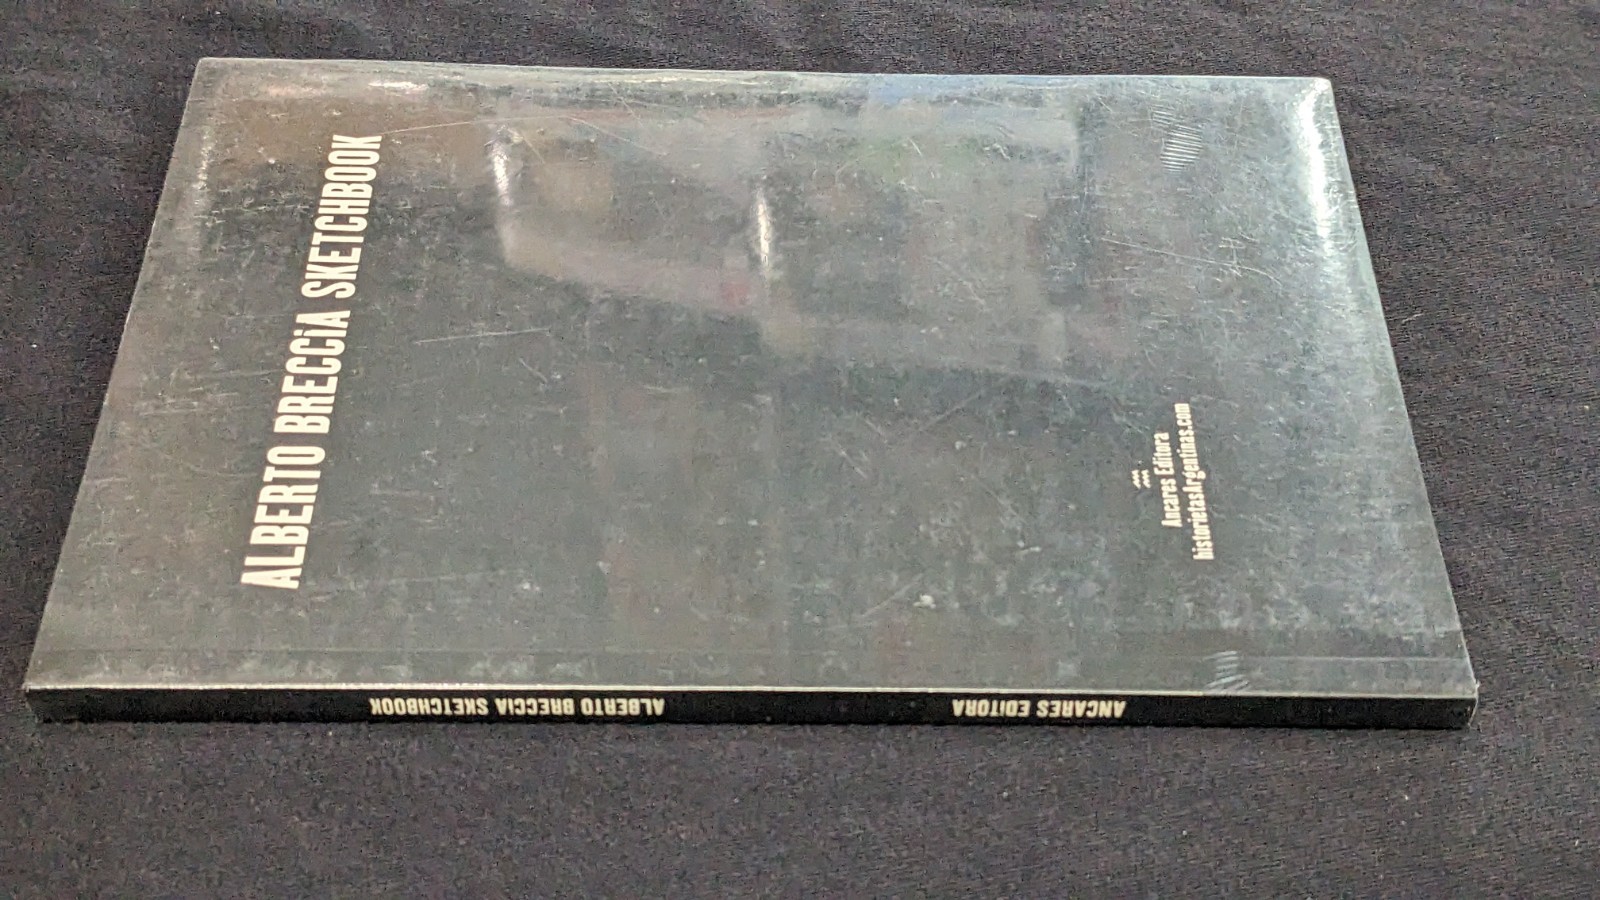 ALBERTO BRECCiA SKETCHBOOK
Ancares Editora
historietasArgentinas.com
ALBERTO BRECCIA SKETCHBOOK
ANCARES EDITORA